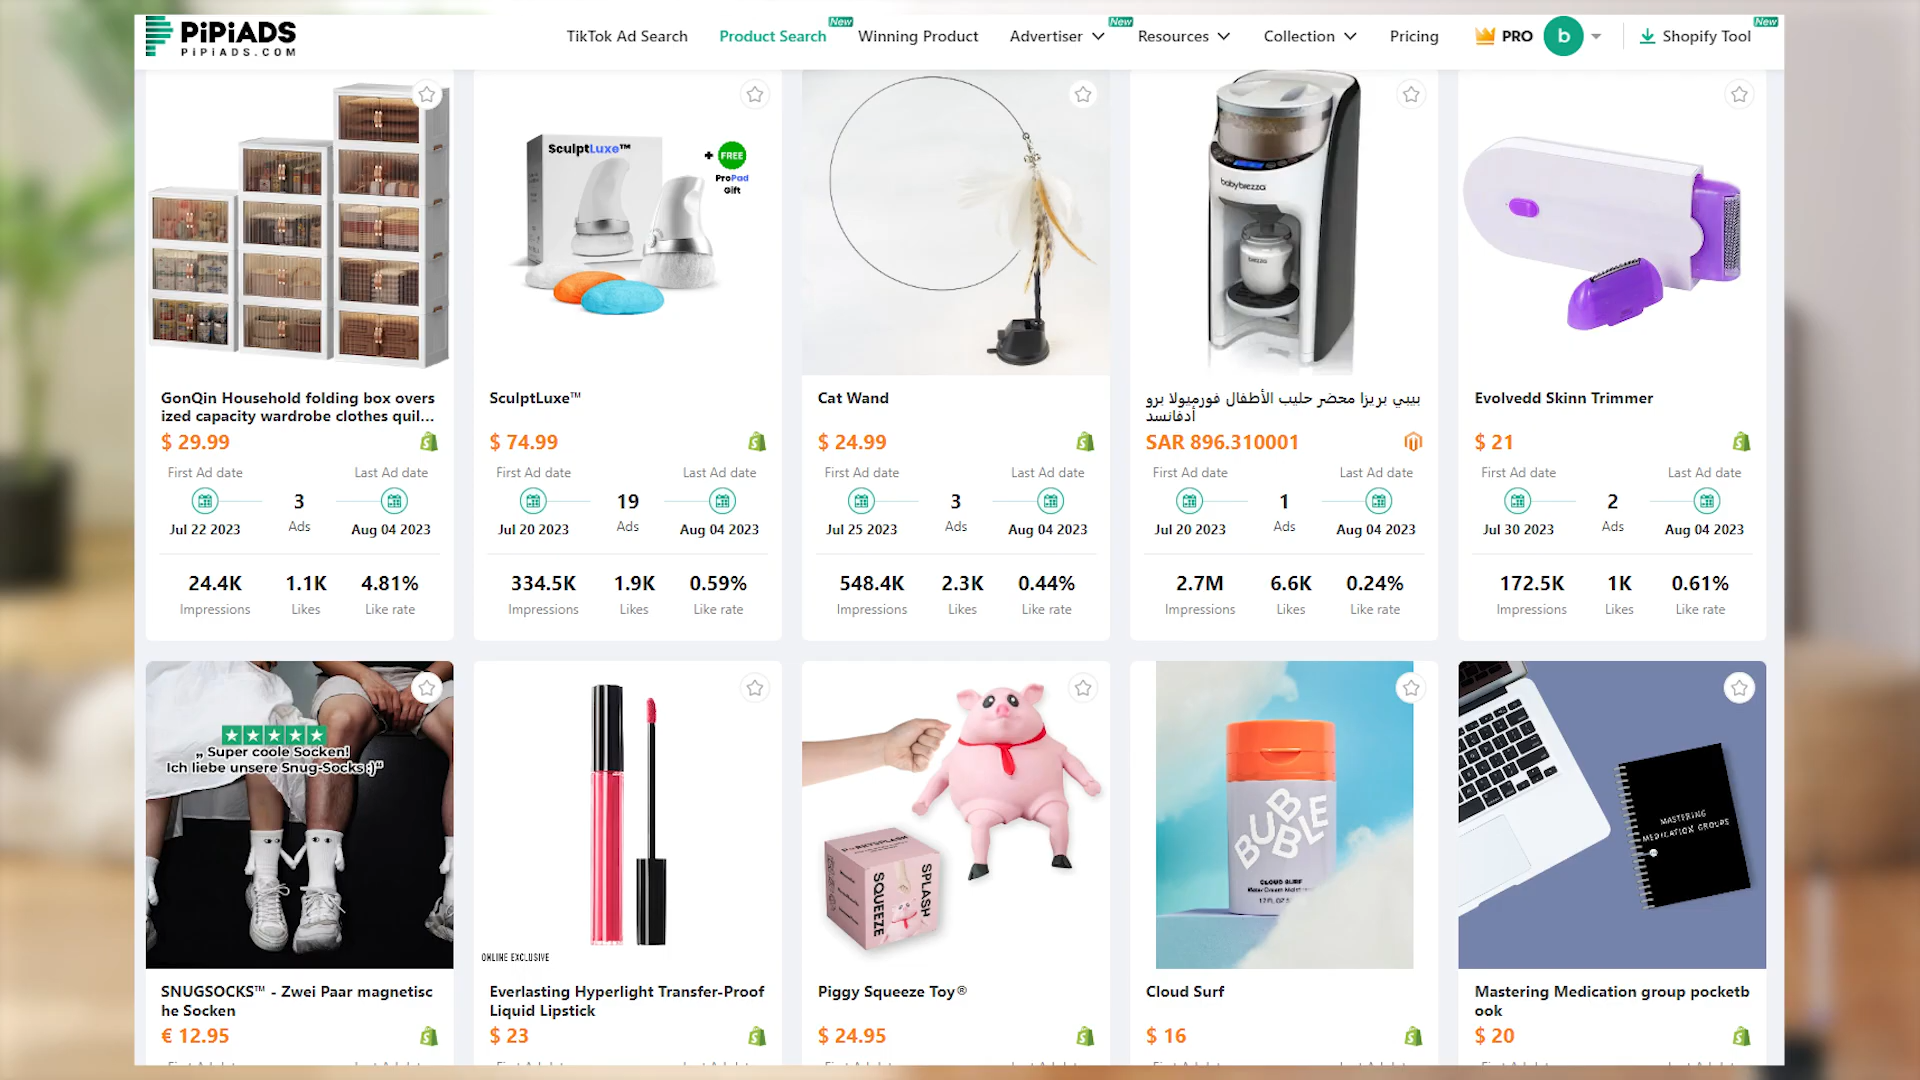 PiPiADS
PiPiADS.COM
TikTok Ad Search
Product Search
New
Winning Product
Advertiser
New
Resources
Collection
Pricing
PRO
b
Shopify Tool
New
SculptLuxe™
+ FREE
ProPad
Gift
babybrezza
brezza
GonQin Household folding box overs
ized capacity wardrobe clothes quil...
$ 29.99
First Ad date
Last Ad date
3
Ads
Jul 22 2023
Aug 04 2023
24.4K
1.1K
4.81%
Impressions
Likes
Like rate
SculptLuxe™
$ 74.99
First Ad date
Last Ad date
19
Ads
Jul 20 2023
Aug 04 2023
334.5K
1.9K
0.59%
Impressions
Likes
Like rate
Cat Wand
$ 24.99
First Ad date
Last Ad date
3
Ads
Jul 25 2023
Aug 04 2023
548.4K
2.3K
0.44%
Impressions
Likes
Like rate
بيبي بريزا محضر حليب الأطفال فورميولا برو
أدفانسد
SAR 896.310001
First Ad date
Last Ad date
1
Ads
Jul 20 2023
Aug 04 2023
2.7M
6.6K
0.24%
Impressions
Likes
Like rate
Evolvedd Skinn Trimmer
$ 21
First Ad date
Last Ad date
2
Ads
Jul 30 2023
Aug 04 2023
172.5K
1K
0.61%
Impressions
Likes
Like rate
„ Super coole Socken!
Ich liebe unsere Snug-Socks :)“
SNUGSOCKS™ - Zwei Paar magnetisc
he Socken
€ 12.95
ONLINE EXCLUSIVE
Everlasting Hyperlight Transfer-Proof
Liquid Lipstick
$ 23
SQUEEZE
SPLASH
Piggy Squeeze Toy®
$ 24.95
BUBBLE
CLOUD SURF
Cloud Surf
$ 16
MASTERING
MEDICATION GROUPS
Mastering Medication group pocketb
ook
$ 20